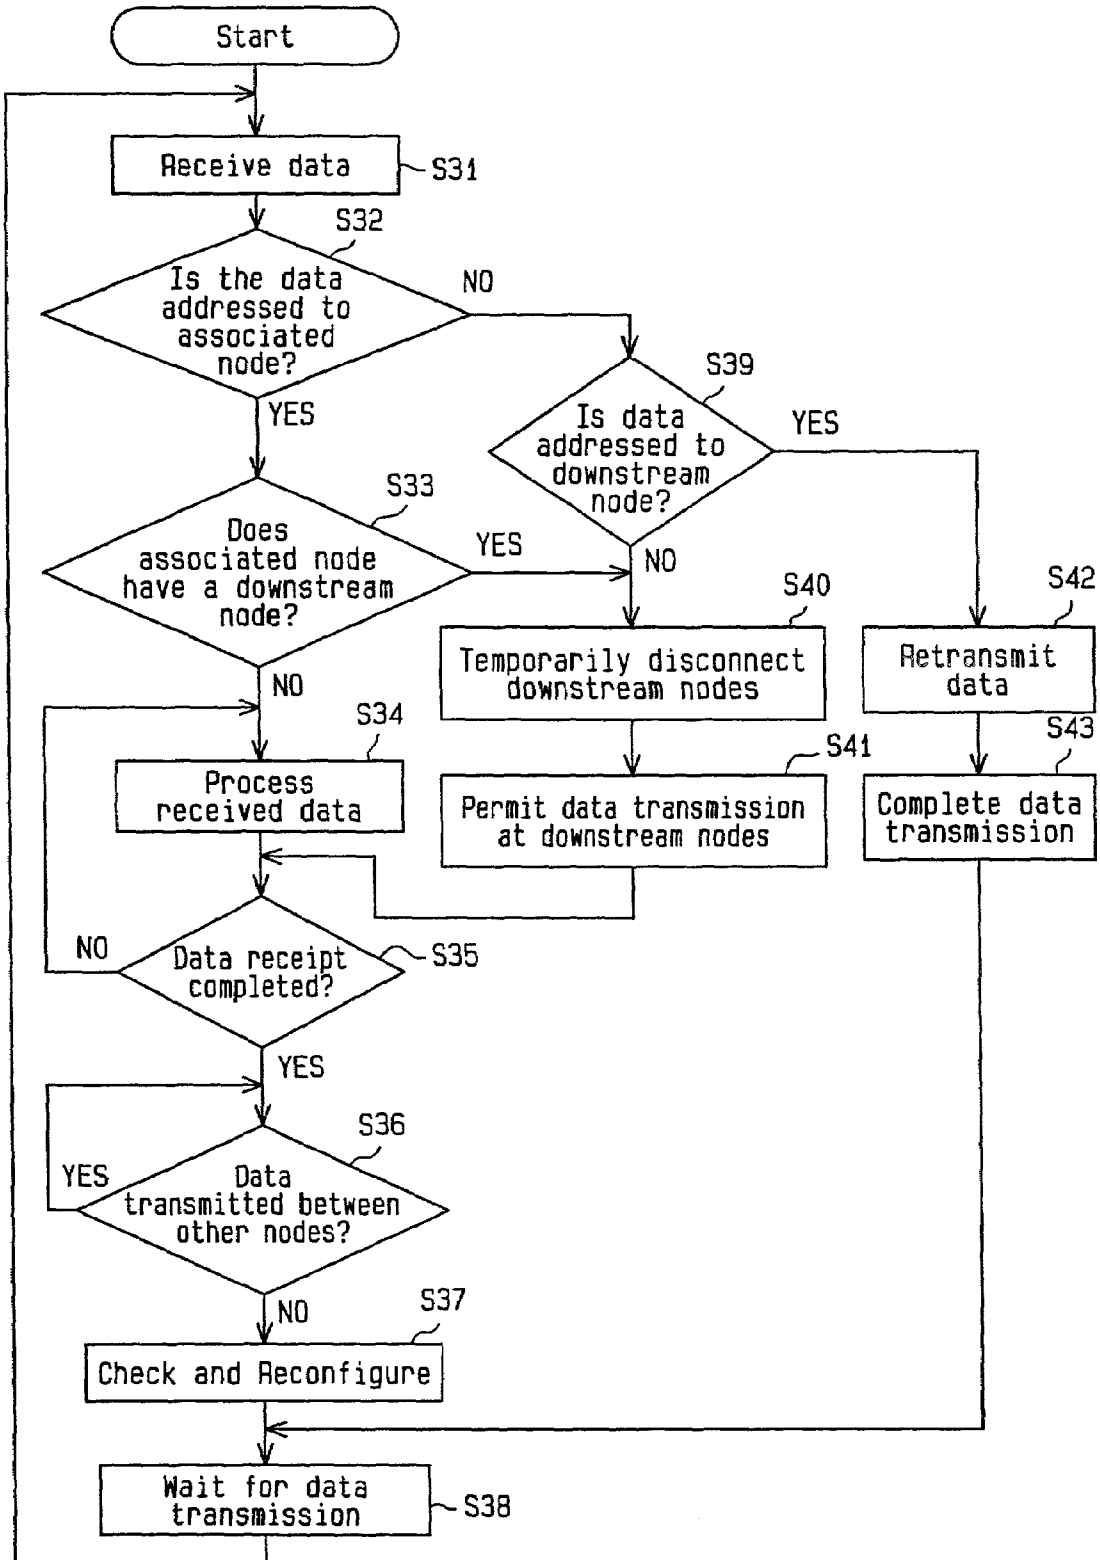 Start
Receive data
S31
S32
Is the data
addressed to
associated
node?
NO
YES
S39
Is data
addressed to
downstream
node?
YES
NO
S33
Does
associated node
have a downstream
node?
YES
NO
S40
Temporarily disconnect
downstream nodes
S42
Retransmit
data
S34
Process
received data
S41
Permit data transmission
at downstream nodes
S43
Complete data
transmission
NO
Data receipt
completed?
S35
YES
S36
YES
Data
transmitted between
other nodes?
NO
S37
Check and Reconfigure
Wait for data
transmission
S38